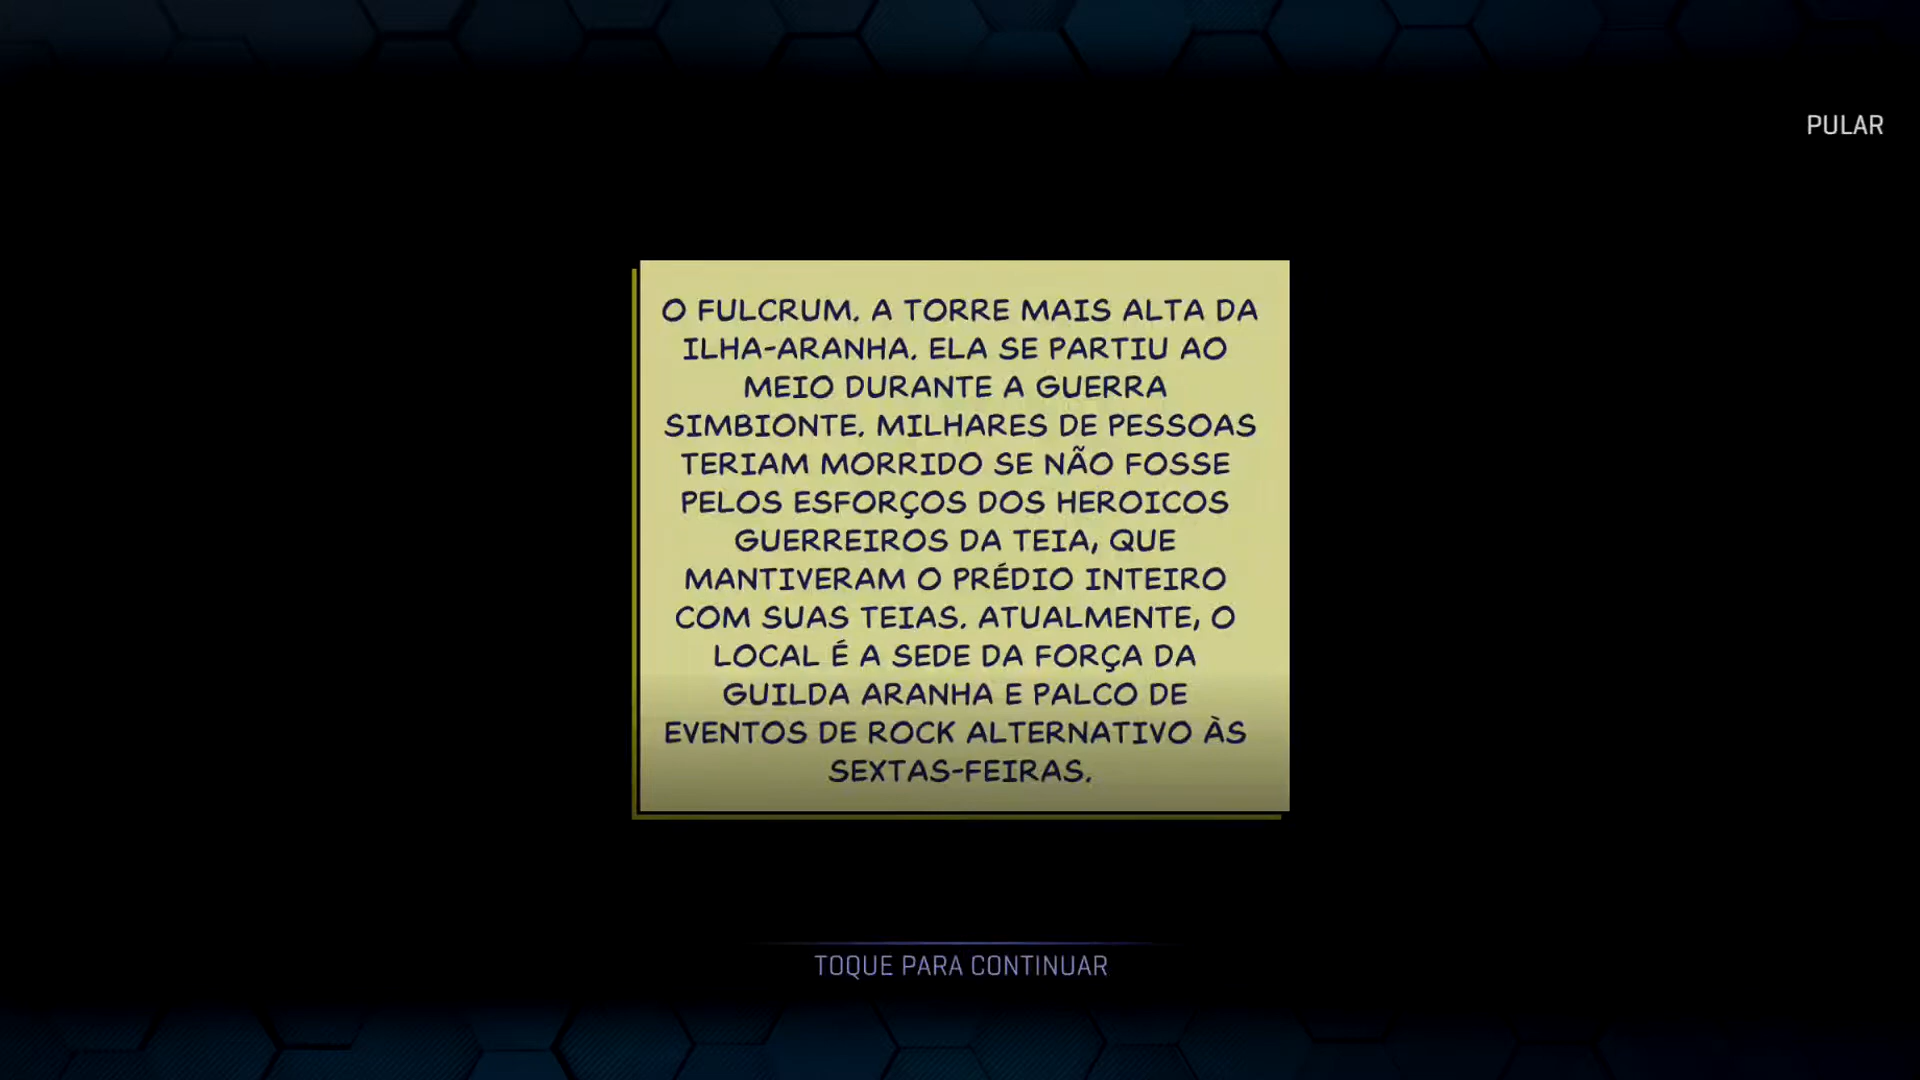 PULAR
O FULCRUM. A TORRE MAIS ALTA DA
ILHA-ARANHA. ELA SE PARTIU AO
MEIO DURANTE A GUERRA
SIMBIONTE. MILHARES DE PESSOAS
TERIAM MORRIDO SE NÃO FOSSE
PELOS ESFORÇOS DOS HEROICOS
GUERREIROS DA TEIA, QUE
MANTIVERAM O PRÉDIO INTEIRO
COM SUAS TEIAS. ATUALMENTE, O
LOCAL É A SEDE DA FORÇA DA
GUILDA ARANHA E PALCO DE
EVENTOS DE ROCK ALTERNATIVO ÀS
SEXTAS-FEIRAS.
TOQUE PARA CONTINUAR